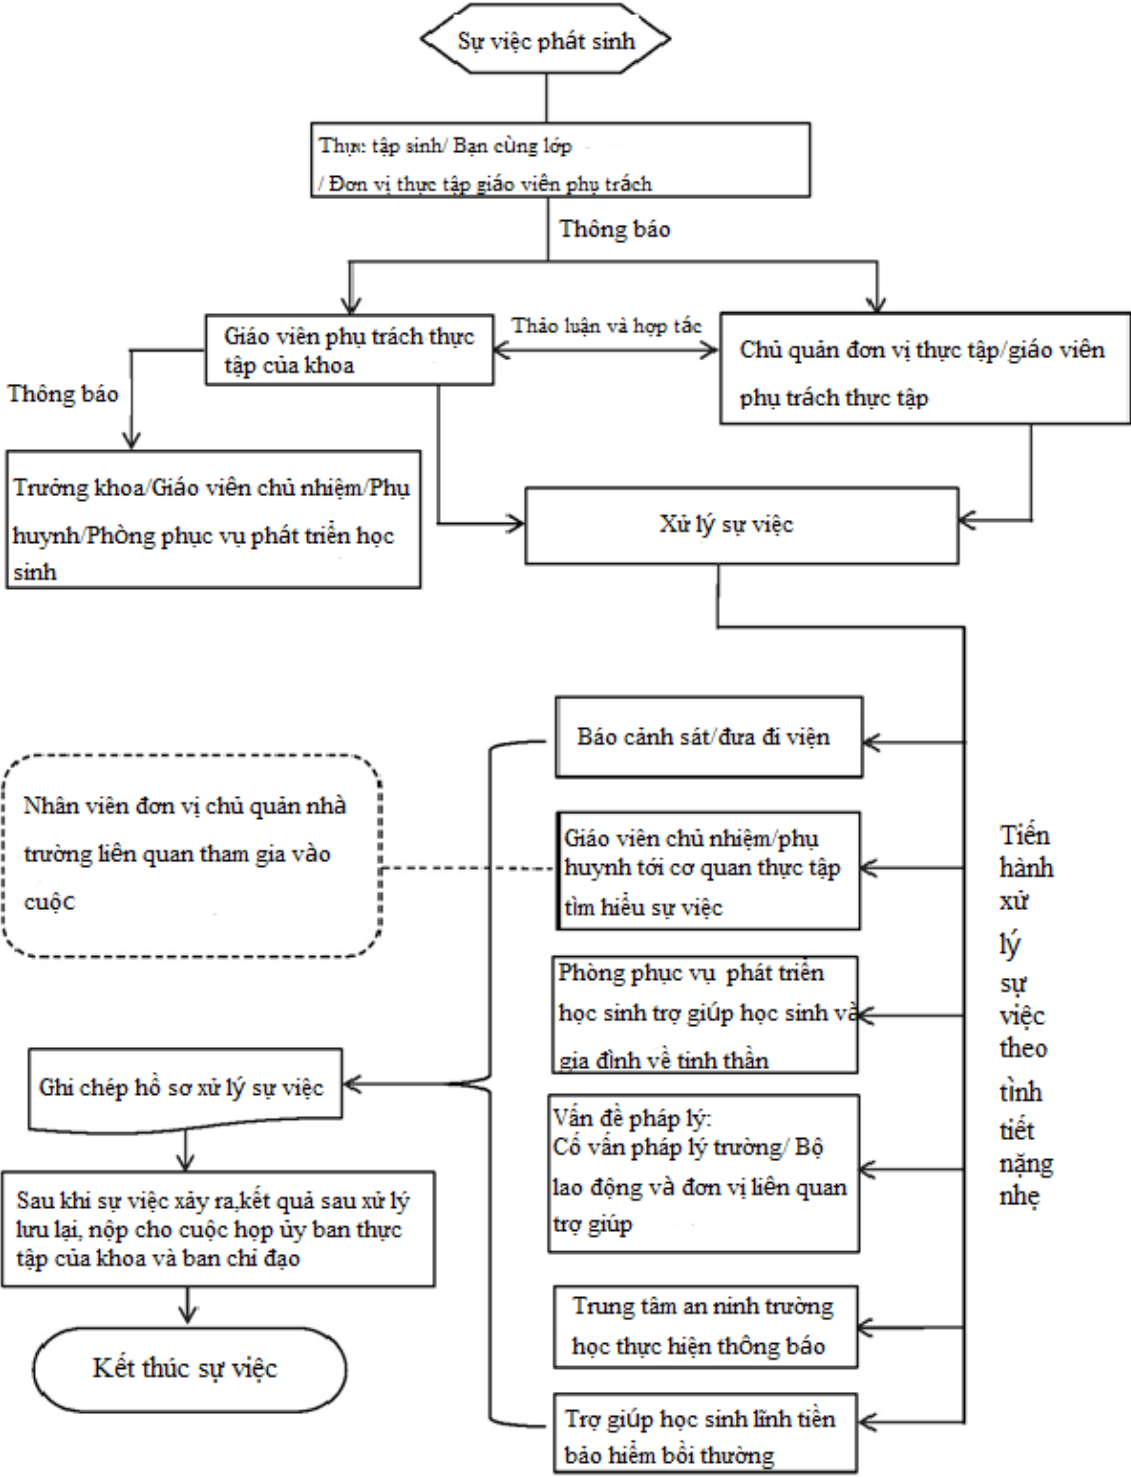 Sự việc phát sinh
Thực tập sinh/ Bạn cùng lớp
/ Đơn vị thực tập giáo viên phụ trách
Thông báo
Giáo viên phụ trách thực
tập của khoa
Thảo luận và hợp tác
Chủ quản đơn vị thực tập/giáo viên
phụ trách thực tập
Thông báo
Trưởng khoa/Giáo viên chủ nhiệm/Phụ
huynh/Phòng phục vụ phát triển học
sinh
Xử lý sự việc
Báo cảnh sát/đưa đi viện
Nhân viên đơn vị chủ quản nhà
trường liên quan tham gia vào
cuộc
Giáo viên chủ nhiệm/phụ
huynh tới cơ quan thực tập
tìm hiểu sự việc
Phòng phục vụ phát triển
học sinh trợ giúp học sinh và
gia đình về tinh thần
Vấn đề pháp lý:
Cố vấn pháp lý trường/ Bộ
lao động và đơn vị liên quan
trợ giúp
Trung tâm an ninh trường
học thực hiện thông báo
Trợ giúp học sinh lĩnh tiền
bảo hiểm bồi thường
Tiến
hành
xử
lý
sự
việc
theo
tình
tiết
nặng
nhẹ
Ghi chép hồ sơ xử lý sự việc
Sau khi sự việc xảy ra,kết quả sau xử lý
lưu lại, nộp cho cuộc họp ủy ban thực
tập của khoa và ban chỉ đạo
Kết thúc sự việc